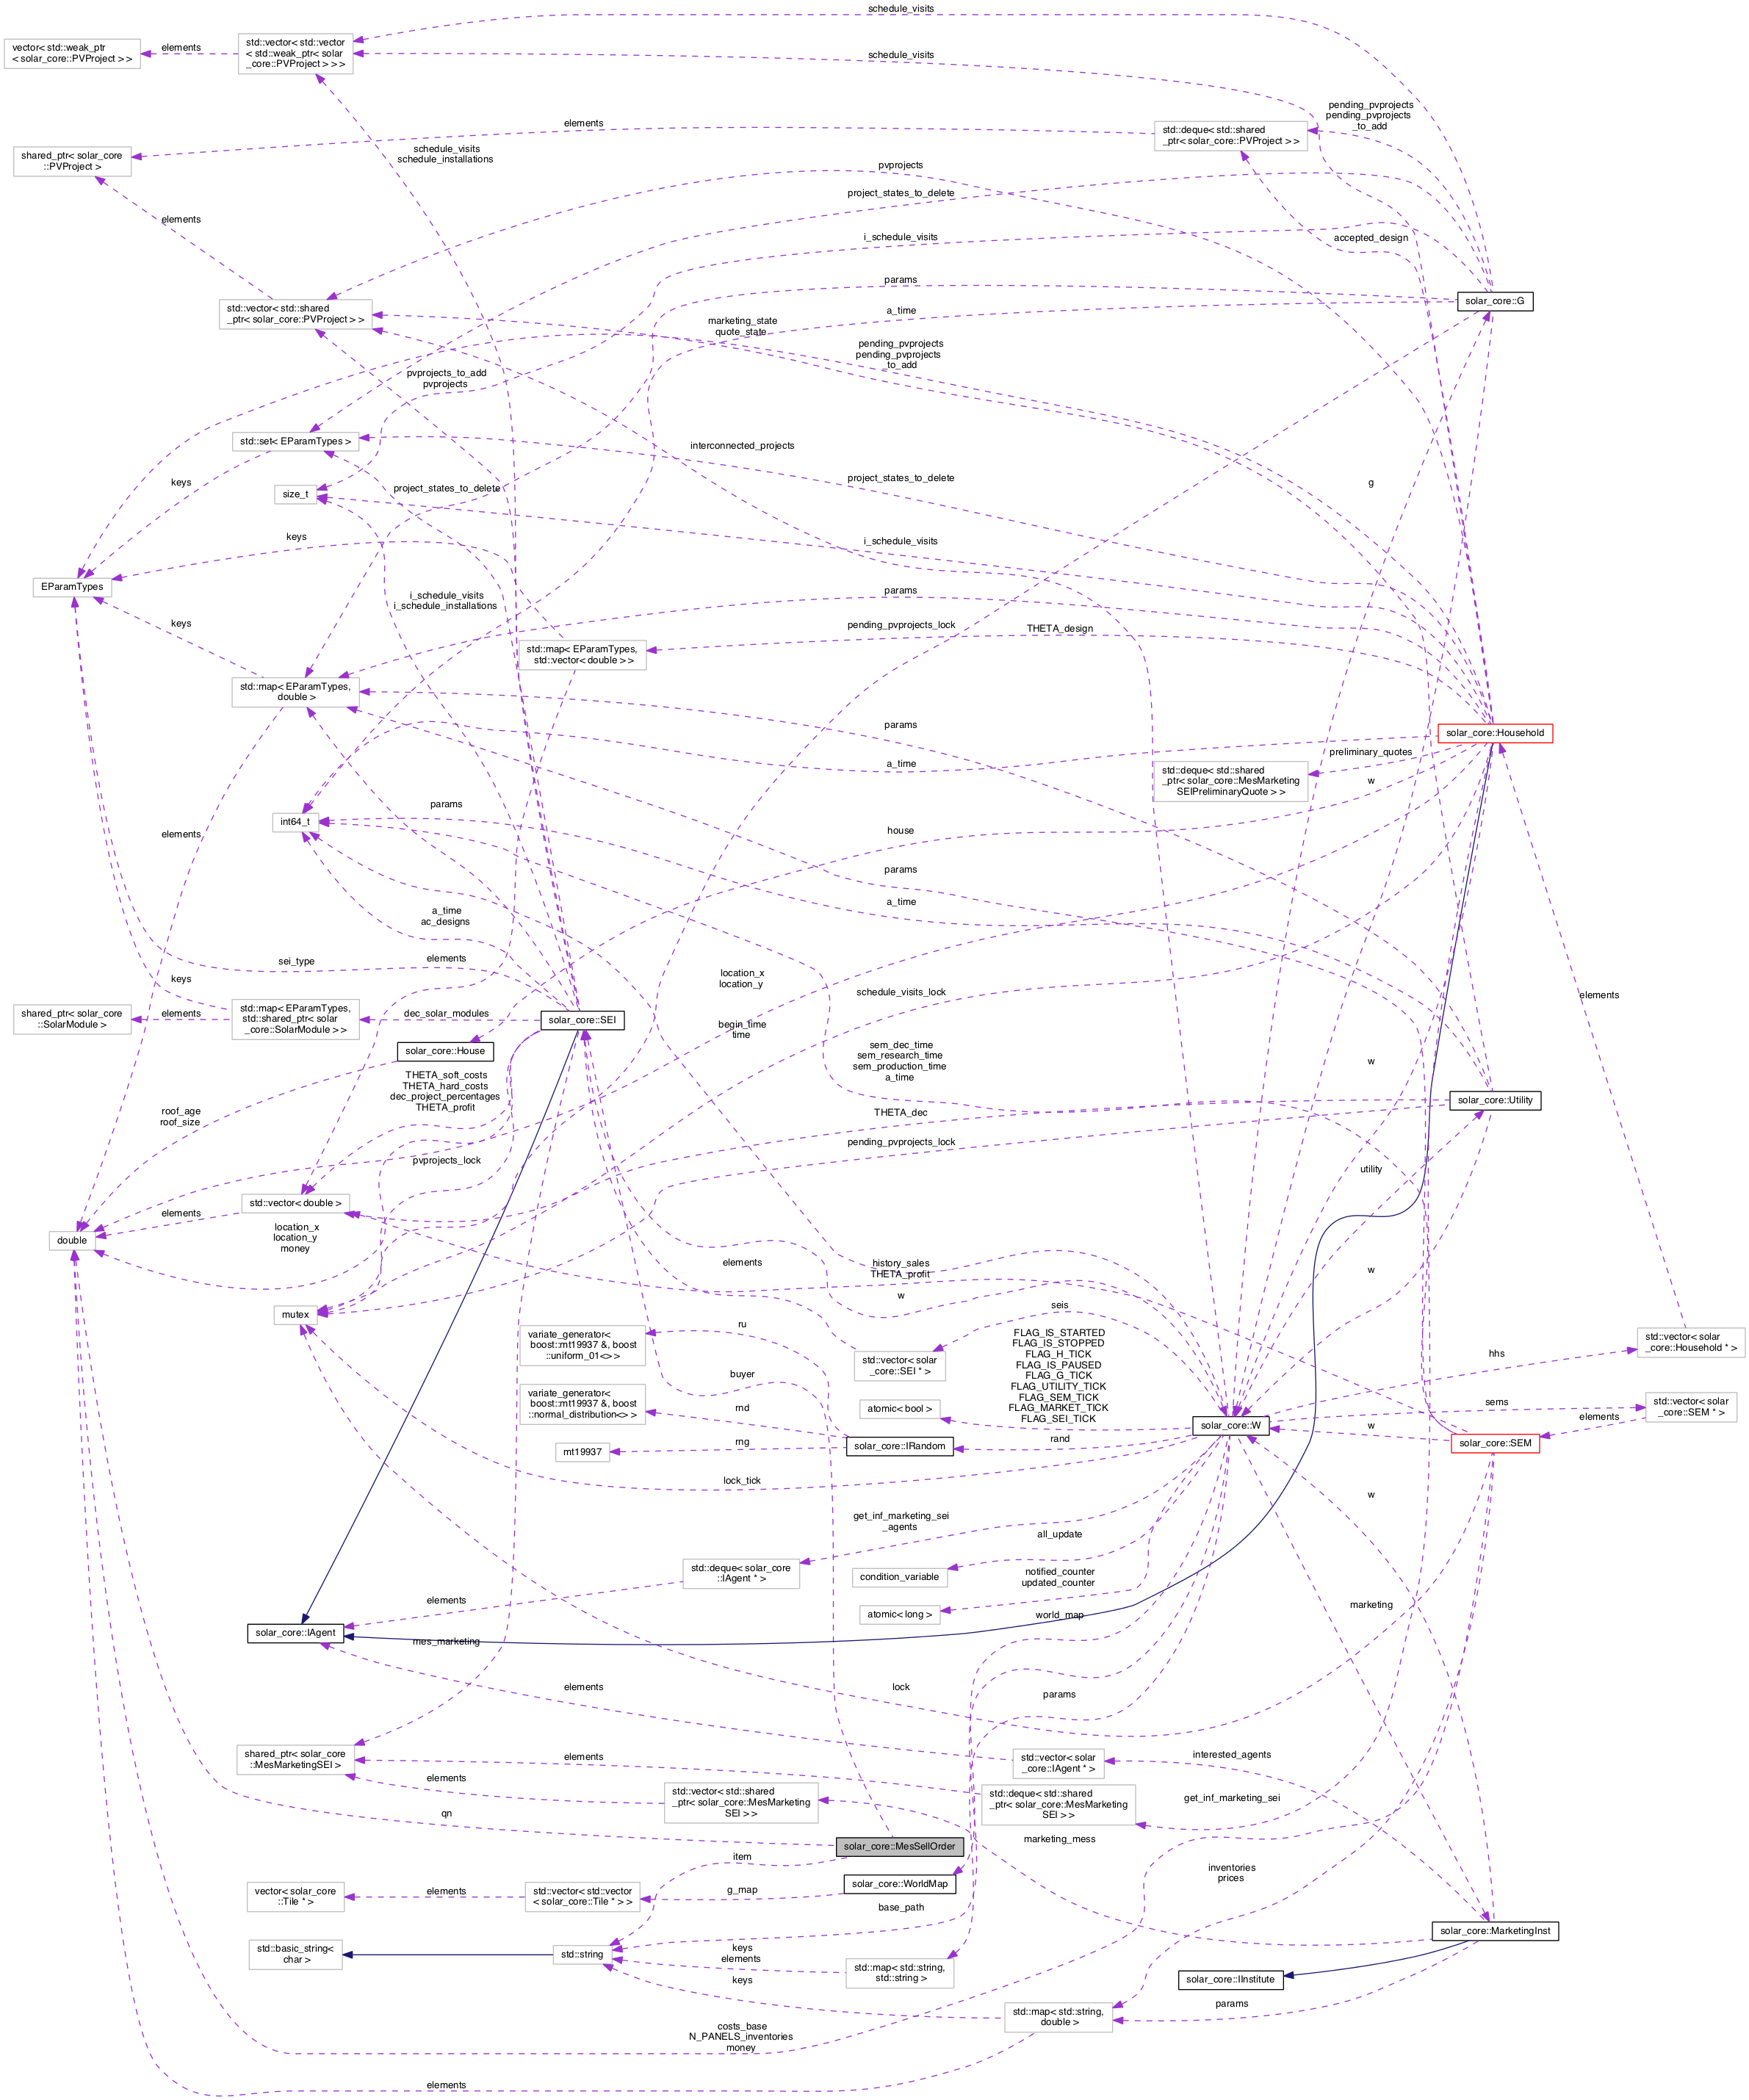 schedule_visits
vector< std::weak_ptr
< solar_core::PVProject > >
elements
std::vector< std::vector
< std::weak_ptr< solar
_core::PVProject > > >
schedule_visits
pending_pvprojects
pending_pvprojects
_to_add
elements
std::deque< std::shared
_ptr< solar_core::PVProject > >
shared_ptr< solar_core
::PVProject >
schedule_visits
schedule_installations
pvprojects
project_states_to_delete
elements
i_schedule_visits
accepted_design
params
std::vector< std::shared
_ptr< solar_core::PVProject > >
solar_core::G
a_time
marketing_state
quote_state
pending_pvprojects
pending_pvprojects
_to_add
pvprojects_to_add
pvprojects
std::set< EParamTypes >
interconnected_projects
keys
size_t
project_states_to_delete
project_states_to_delete
g
keys
i_schedule_visits
EParamTypes
i_schedule_visits
i_schedule_installations
params
keys
pending_pvprojects_lock
THETA_design
std::map< EParamTypes,
std::vector< double > >
std::map< EParamTypes,
double >
params
solar_core::Household
preliminary_quotes
a_time
std::deque< std::shared
_ptr< solar_core::MesMarketing
SEIPreliminaryQuote > >
w
params
int64_t
elements
house
params
a_time
a_time
ac_designs
sei_type
elements
location_x
location_y
keys
schedule_visits_lock
elements
shared_ptr< solar_core
::SolarModule >
elements
std::map< EParamTypes,
std::shared_ptr< solar
_core::SolarModule > >
dec_solar_modules
solar_core::SEI
begin_time
time
solar_core::House
sem_dec_time
sem_research_time
sem_production_time
a_time
w
THETA_soft_costs
THETA_hard_costs
dec_project_percentages
THETA_profit
solar_core::Utility
roof_age
roof_size
THETA_dec
pending_pvprojects_lock
pvprojects_lock
utility
std::vector< double >
elements
double
location_x
location_y
money
elements
history_sales
THETA_profit
w
w
mutex
seis
ru
variate_generator<
boost::mt19937 &, boost
::uniform_01<> >
FLAG_IS_STARTED
FLAG_IS_STOPPED
FLAG_H_TICK
FLAG_IS_PAUSED
FLAG_G_TICK
FLAG_UTILITY_TICK
FLAG_SEM_TICK
FLAG_MARKET_TICK
FLAG_SEI_TICK
std::vector< solar
_core::SEI * >
hhs
std::vector< solar
_core::Household * >
buyer
variate_generator<
boost::mt19937 &, boost
::normal_distribution<> >
rnd
atomic< bool >
sems
std::vector< solar
_core::SEM * >
solar_core::W
w
elements
mt19937
rng
solar_core::IRandom
rand
solar_core::SEM
lock_tick
w
get_inf_marketing_sei
_agents
all_update
std::deque< solar_core
::IAgent * >
condition_variable
notified_counter
updated_counter
elements
atomic< long >
marketing
world_map
solar_core::IAgent
mes_marketing
elements
lock
params
shared_ptr< solar_core
::MesMarketingSEI >
elements
std::vector< solar
_core::IAgent * >
interested_agents
elements
std::vector< std::shared
_ptr< solar_core::MesMarketing
SEI > >
std::deque< std::shared
_ptr< solar_core::MesMarketing
SEI > >
get_inf_marketing_sei
qn
solar_core::MesSellOrder
marketing_mess
item
inventories
prices
solar_core::WorldMap
vector< solar_core
::Tile * >
elements
std::vector< std::vector
< solar_core::Tile * > >
g_map
base_path
solar_core::MarketingInst
std::basic_string<
char >
std::string
keys
elements
std::map< std::string,
std::string >
solar_core::IInstitute
keys
std::map< std::string,
double >
params
costs_base
N_PANELS_inventories
money
elements